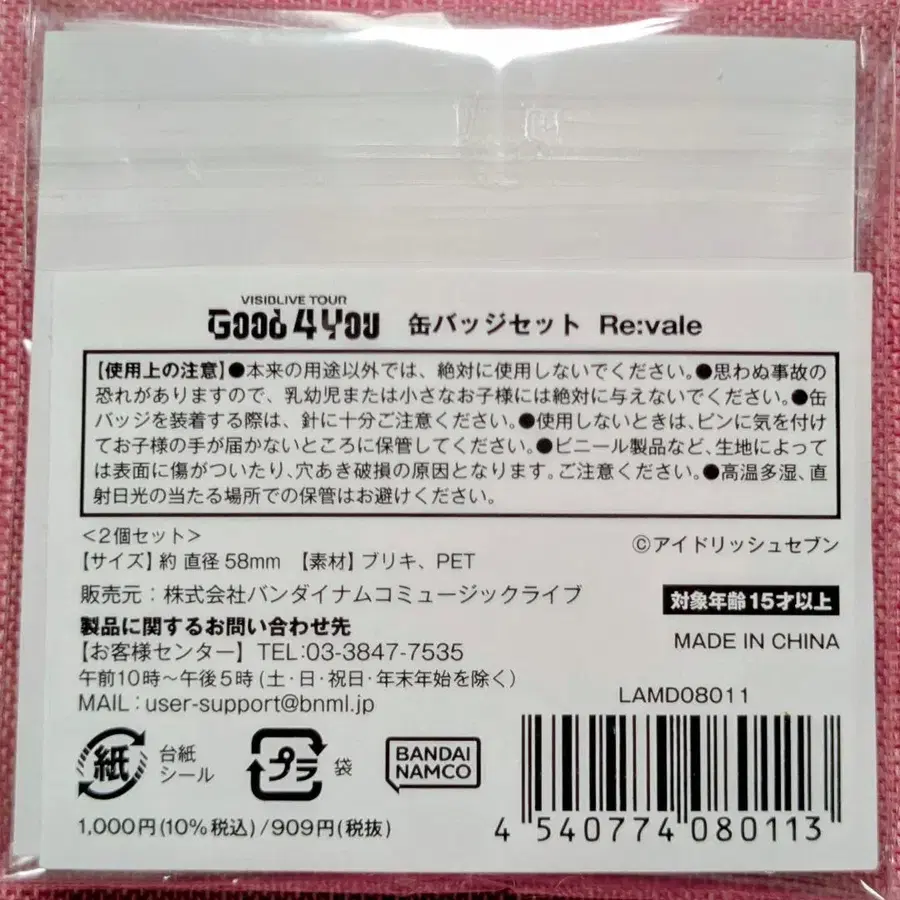 VISIBLIVE TOUR
GOOD 4 YOU 缶バッジセット Re:vale
【使用上の注意】●本来の用途以外では、絶対に使用しないでください。●思わぬ事故の
恐れがありますので、乳幼児または小さなお子様には絶対に与えないでください。●缶
バッジを装着する際は、針に十分ご注意ください。●使用しないときは、ピンに気を付け
てお子様の手が届かないところに保管してください。●ビニール製品など、生地によって
は表面に傷がついたり、穴あき破損の原因となります。ご注意ください。●高温多湿、直
射日光の当たる場所での保管はお避けください。
<2個セット>
【サイズ】約 直径 58mm 【素材】ブリキ、PET
©アイドリッシュセブン
販売元：株式会社バンダイナムコミュージックライブ
対象年齢15才以上
製品に関するお問い合わせ先
【お客様センター】TEL:03-3847-7535
午前10時～午後5時(土・日・祝日・年末年始を除く)
MAIL：user-support@bnml.jp
MADE IN CHINA
LAMD08011
紙 台紙
シール
プラ 袋
BANDAI
NAMCO
1,000円(10%税込)/909円(税抜)
4 540774 080113